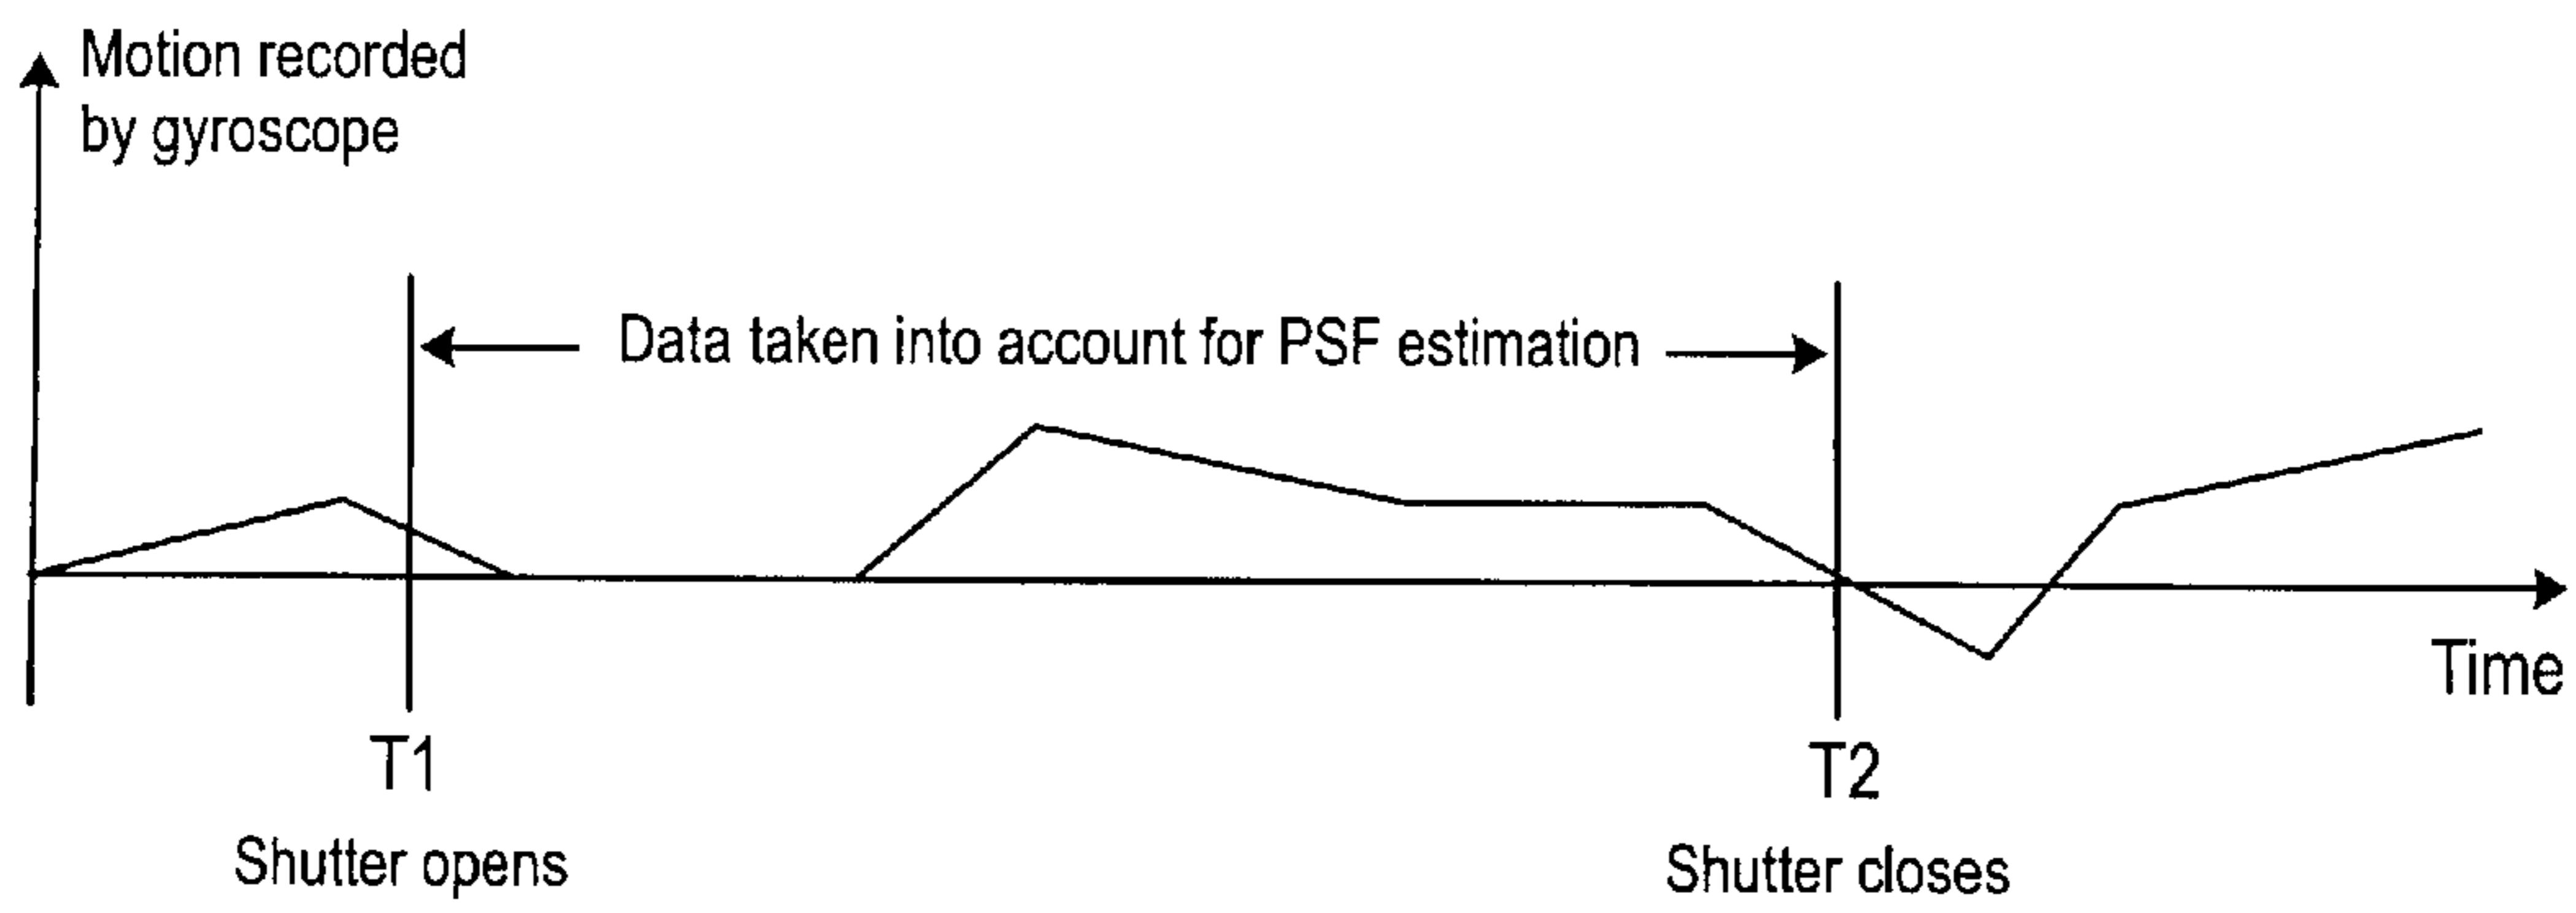 Motion recorded
by gyroscope
Data taken into account for PSF estimation
Time
T1
T2
Shutter opens
Shutter closes